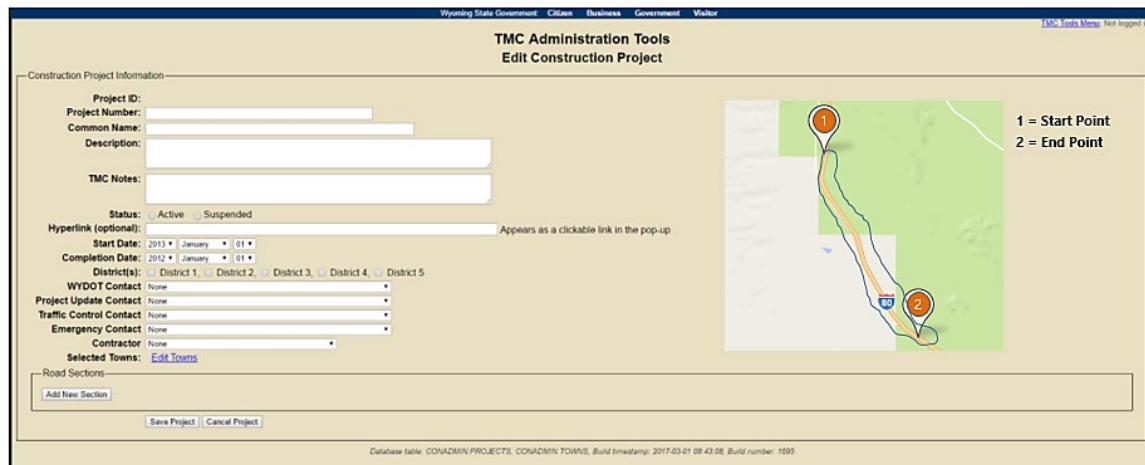 Wyoming State Government Citizen Business Government Visitor
TMC Tools Menu. Not logged i
TMC Administration Tools
Edit Construction Project
Construction Project Information
Project ID:
Project Number:
Common Name:
Description:
TMC Notes:
Status: Active Suspended
Hyperlink (optional): Appears as a clickable link in the pop-up
Start Date: 2013 January 01
Completion Date: 2012 January 01
District(s): District 1, District 2, District 3, District 4, District 5
WYDOT Contact None
Project Update Contact None
Traffic Control Contact None
Emergency Contact None
Contractor None
Selected Towns: Edit Towns
1
1 = Start Point
2 = End Point
80
2
Road Sections
Add New Section
Save Project Cancel Project
Database table: CONADMIN.PROJECTS, CONADMIN.TOWNS, Build timestamp: 2017-03-01 08:43:08, Build number: 1695